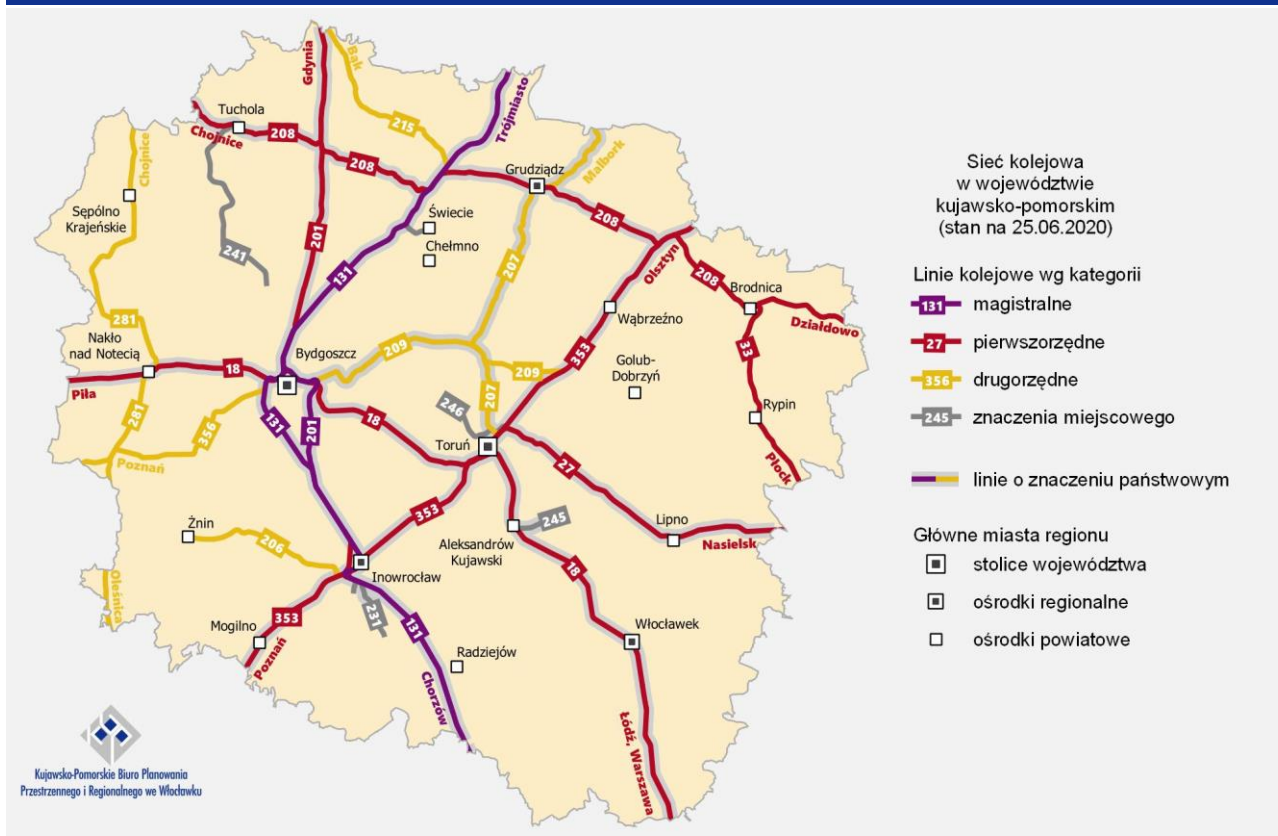 Sieć kolejowa
w województwie
kujawsko-pomorskim
(stan na 25.06.2020)
Linie kolejowe wg kategorii
131 magistralne
27 pierwszorzędne
356 drugorzędne
245 znaczenia miejscowego
linie o znaczeniu państwowym
Główne miasta regionu
stolice województwa
ośrodki regionalne
ośrodki powiatowe
Gdynia
Bąk
Trójmiasto
Tuchola
Chojnice
208
215
208
Grudziądz
Malbork
Chojnice
Sępólno
Krajeńskie
Świecie
Chełmno
208
241
201
131
207
Olsztyn
208
Brodnica
Działdowo
281
Nakło
nad Notecią
Wąbrzeźno
33
Bydgoszcz
209
353
Golub-
Dobrzyń
18
209
Piła
281
207
Rypin
131
201
18
246
356
Toruń
Poznań
27
Płock
353
Żnin
206
245
Lipno
Nasielsk
Aleksandrów
Kujawski
Inowrocław
18
Oleśnica
231
353
131
Mogilno
Włocławek
Poznań
Radziejów
Chorzów
Łódź, Warszawa
Kujawsko-Pomorskie Biuro Planowania
Przestrzennego i Regionalnego we Włocławku